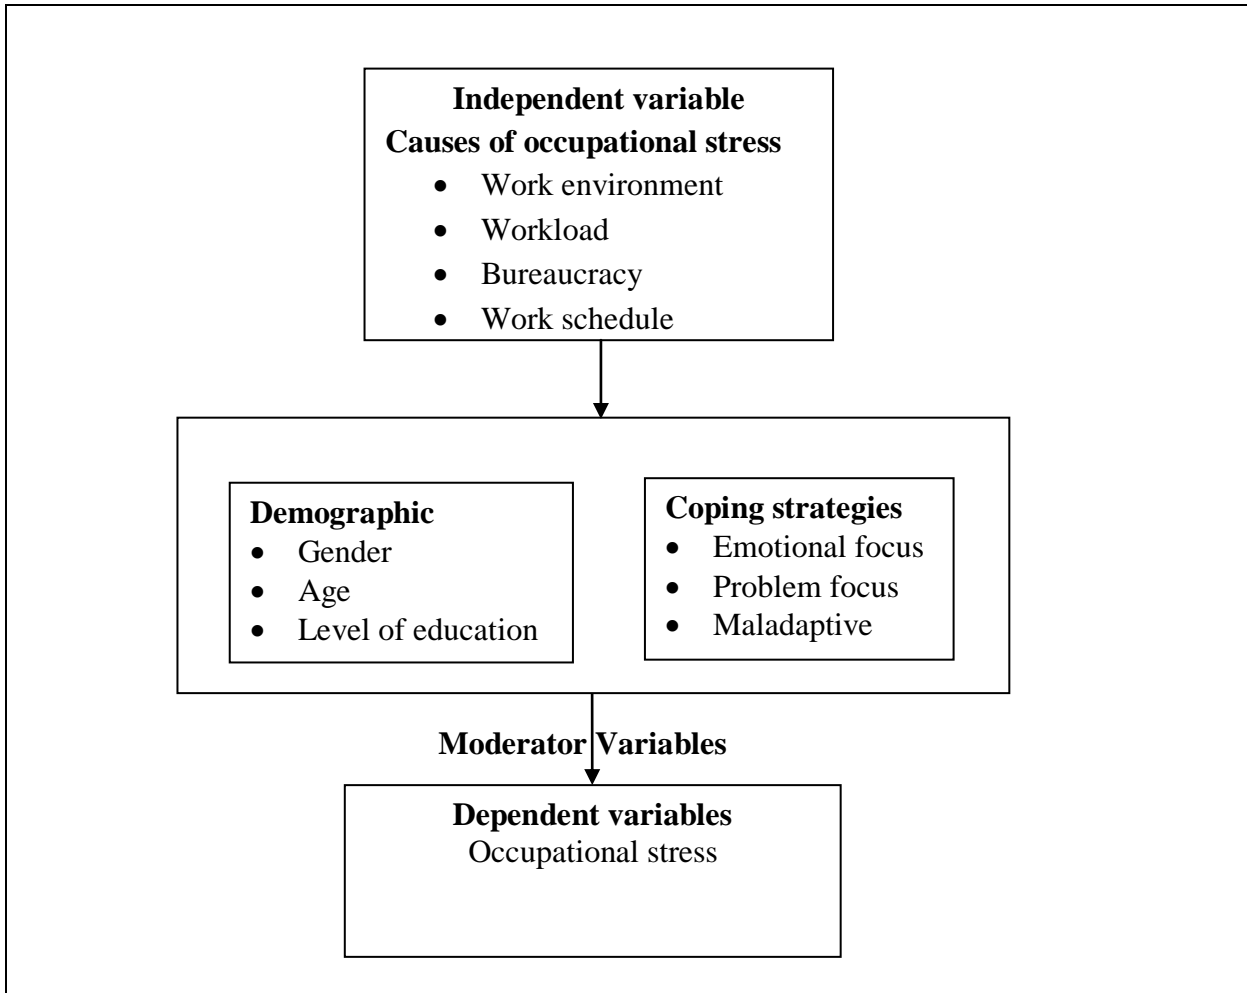 Independent variable
Causes of occupational stress
• Work environment
• Workload
• Bureaucracy
• Work schedule
Demographic
• Gender
• Age
• Level of education
Coping strategies
• Emotional focus
• Problem focus
• Maladaptive
Moderator Variables
Dependent variables
Occupational stress